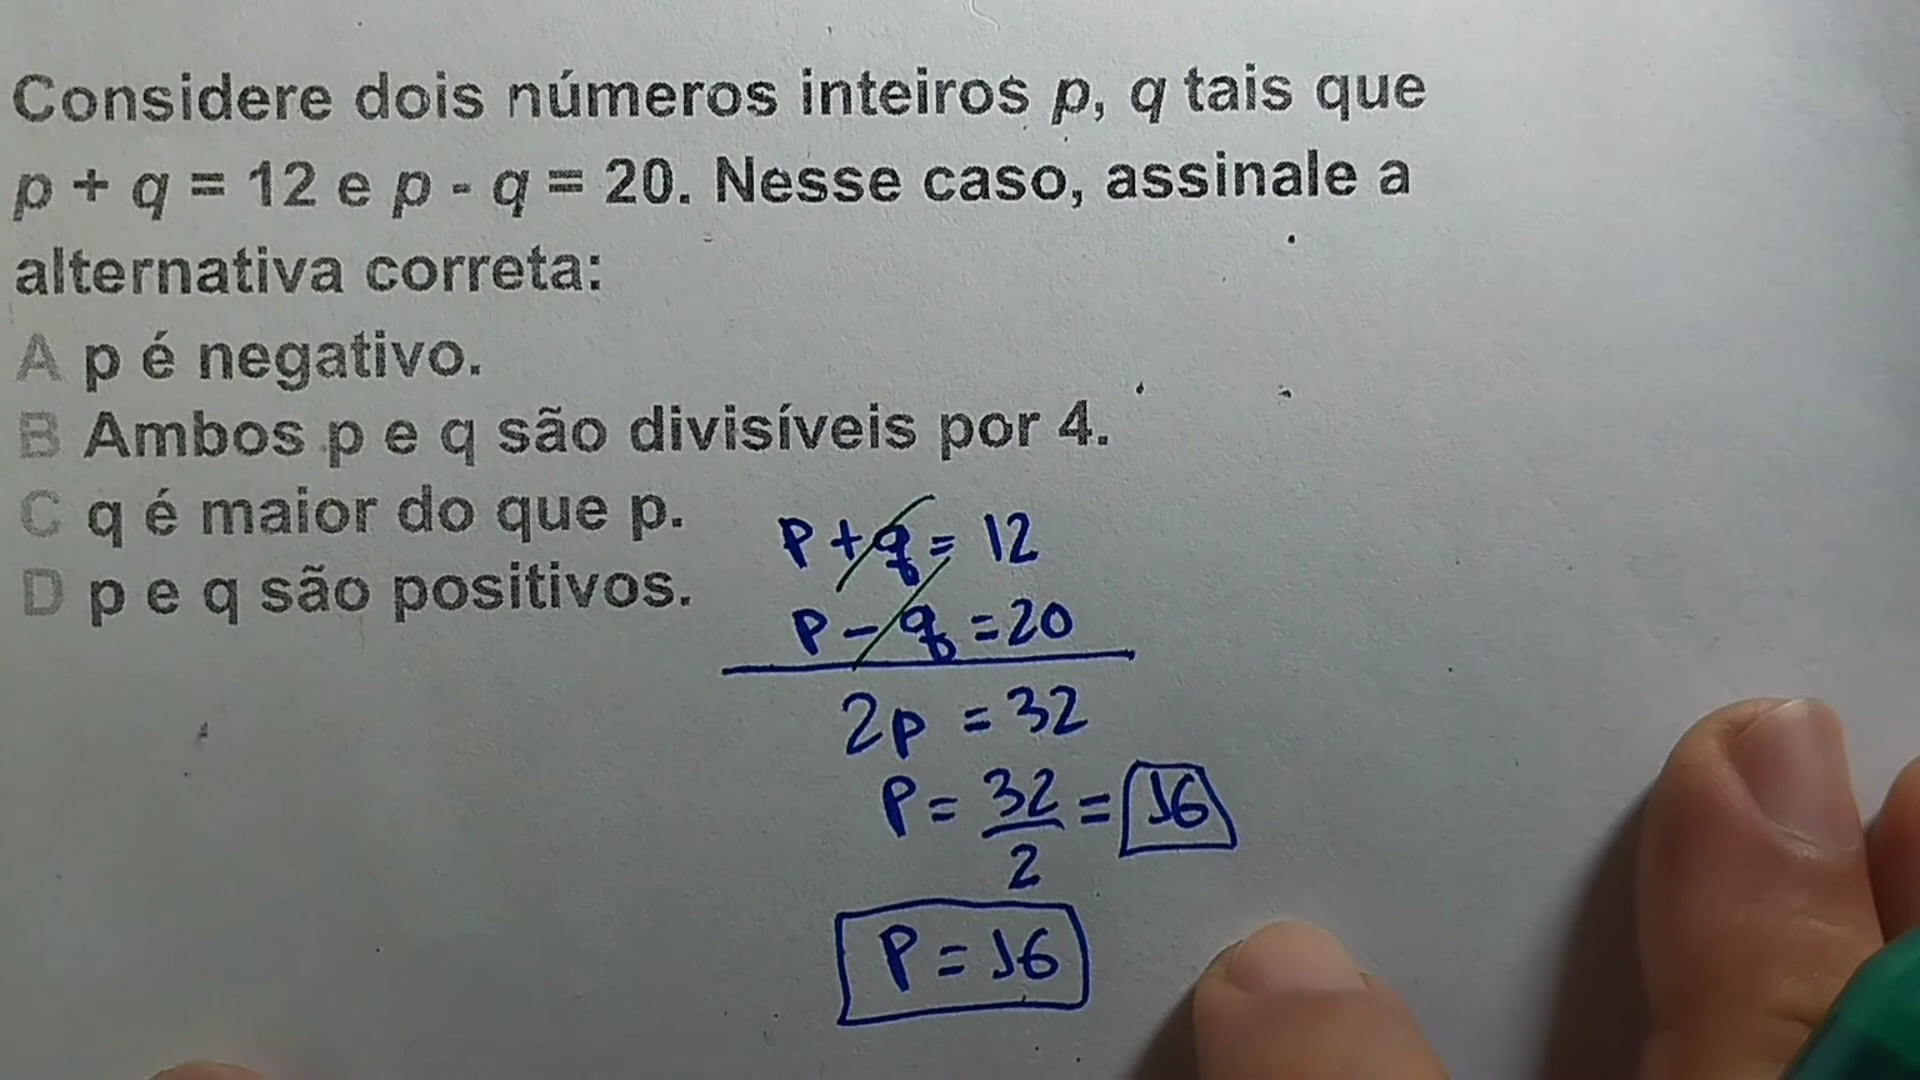 Considere dois números inteiros p, q tais que
p + q = 12 e p - q = 20. Nesse caso, assinale a
alternativa correta:
A p é negativo.
B Ambos p e q são divisíveis por 4.
C q é maior do que p.
D p e q são positivos.
P + q = 12
P - q = 20
2p = 32
P = 32/2 = 16
P = 16